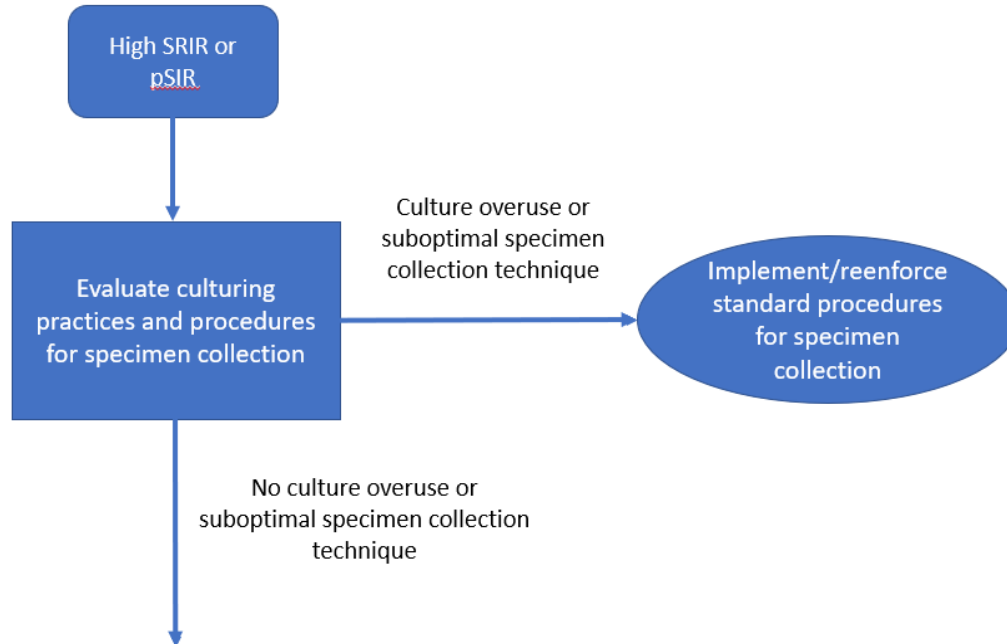 High SRIR or
pSIR
Culture overuse or
suboptimal specimen
collection technique
Evaluate culturing
practices and procedures
for specimen collection
Implement/reenforce
standard procedures
for specimen
collection
No culture overuse or
suboptimal specimen collection
technique